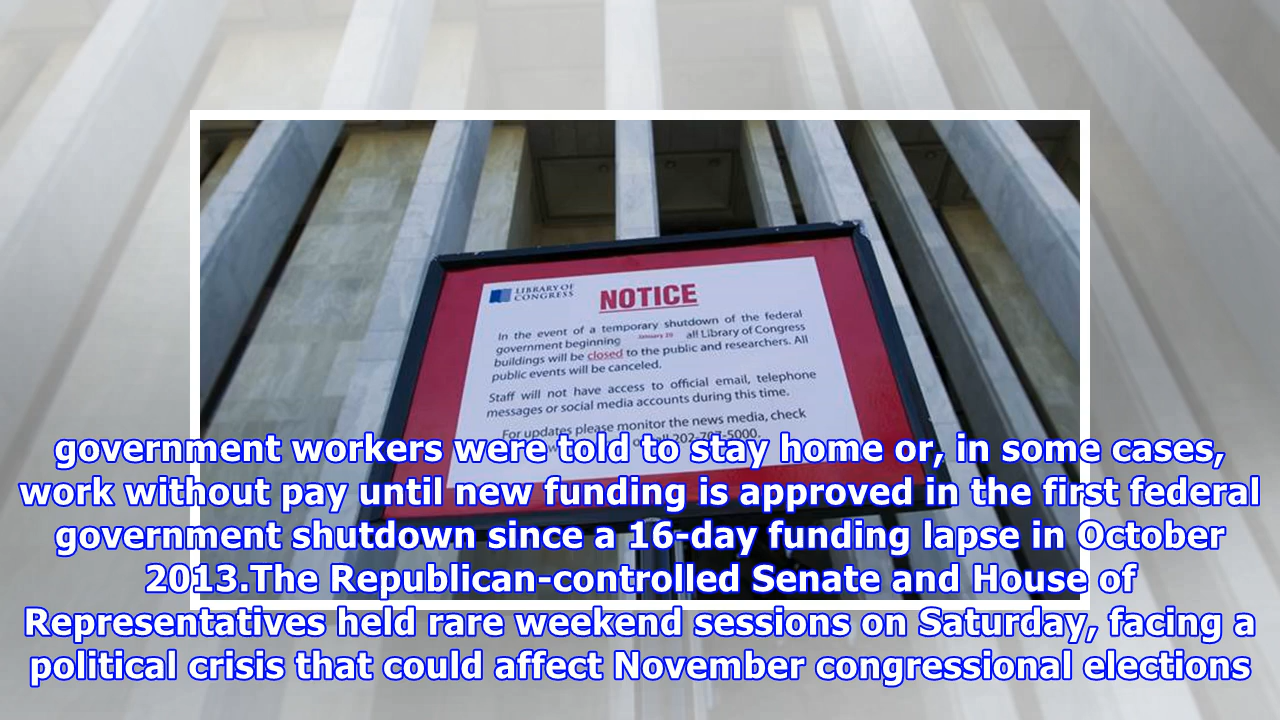 LIBRARY OF
CONGRESS
NOTICE
In the event of a temporary shutdown of the federal
government beginning January 20 all Library of Congress
buildings will be closed to the public and researchers. All
public events will be canceled.
Staff will not have access to official email, telephone
messages or social media accounts during this time.
For updates please monitor the news media, check
202-707-5000.
government workers were told to stay home or, in some cases,
work without pay until new funding is approved in the first federal
government shutdown since a 16-day funding lapse in October
2013.The Republican-controlled Senate and House of
Representatives held rare weekend sessions on Saturday, facing a
political crisis that could affect November congressional elections